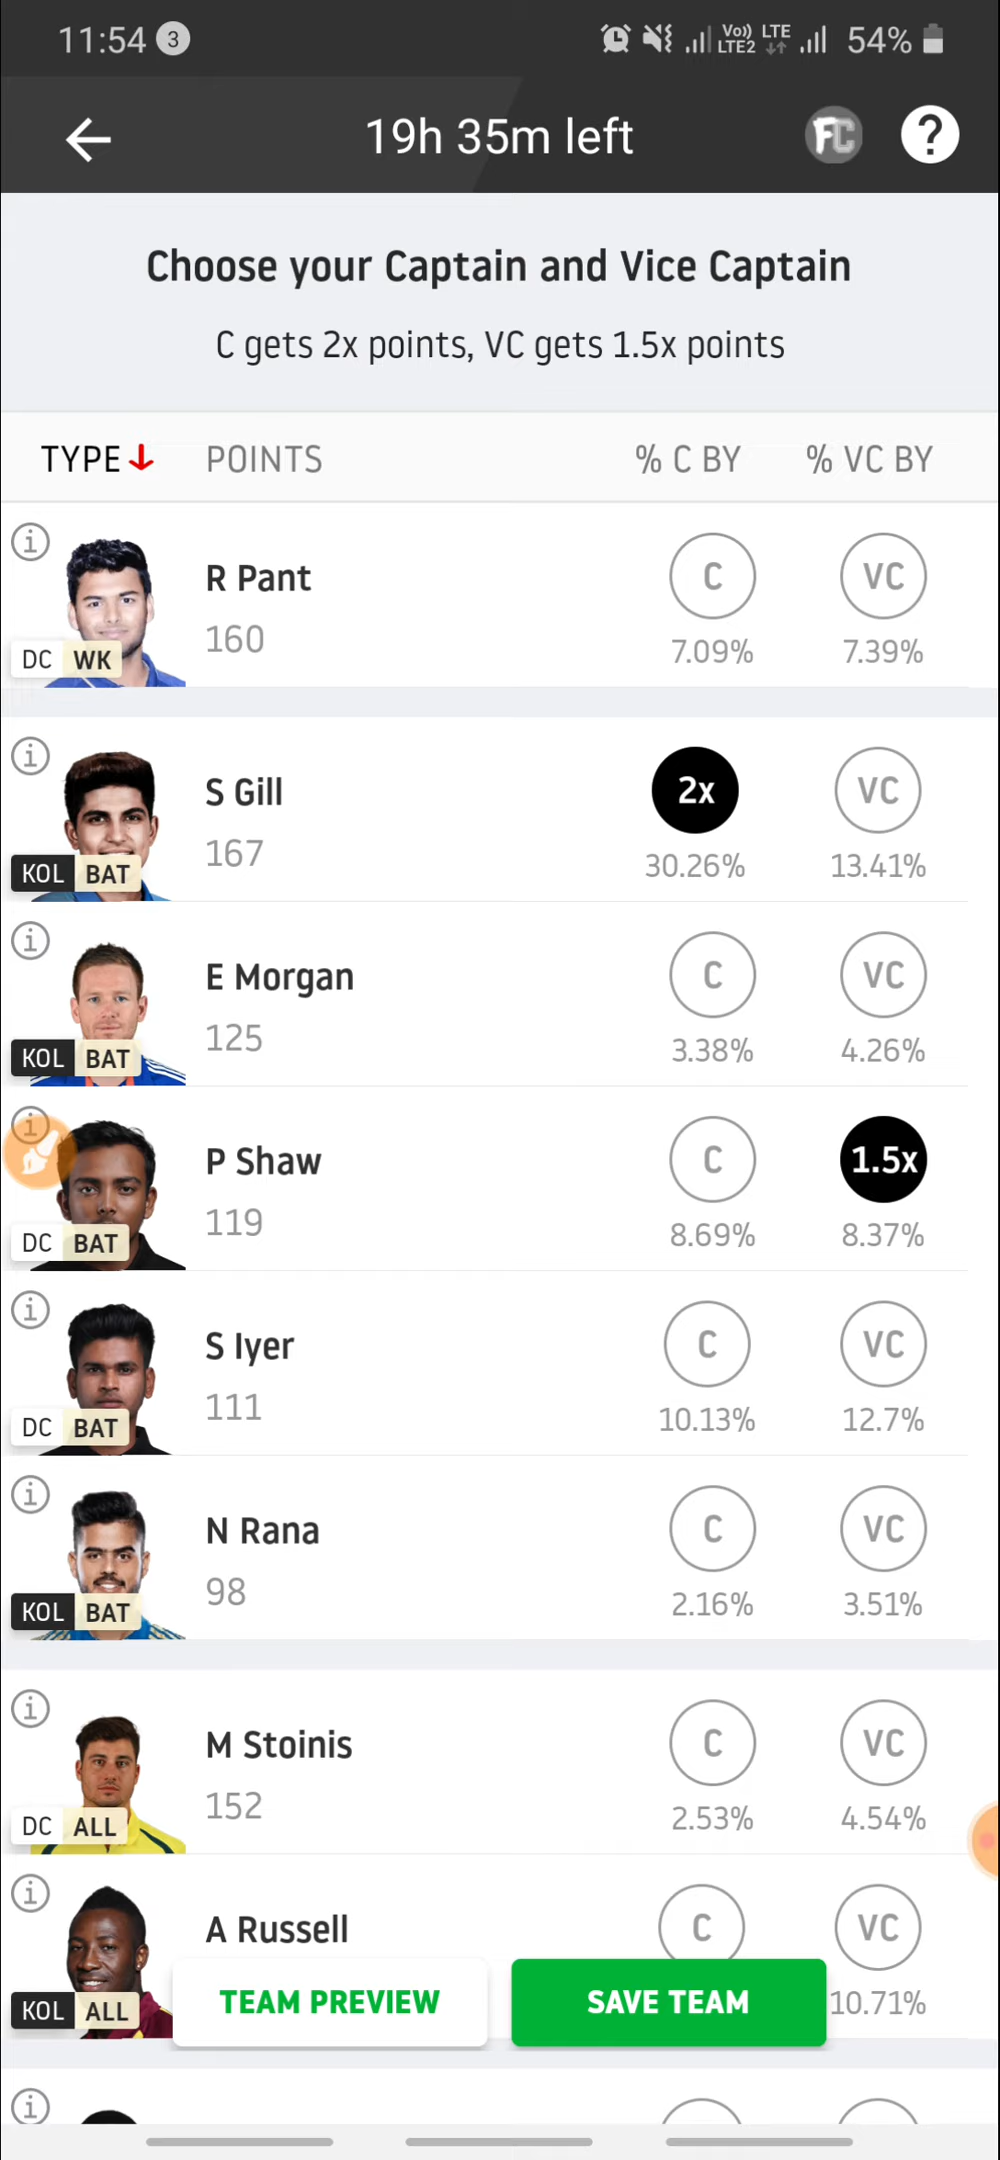 11:54 3 Vo)) LTE2 LTE 54%
19h 35m left FC ?
Choose your Captain and Vice Captain
C gets 2x points, VC gets 1.5x points
TYPE POINTS % C BY % VC BY
R Pant C VC
160 7.09% 7.39%
DC WK
S Gill 2x VC
167 30.26% 13.41%
KOL BAT
E Morgan C VC
125 3.38% 4.26%
KOL BAT
P Shaw C 1.5x
119 8.69% 8.37%
DC BAT
S Iyer C VC
111 10.13% 12.7%
DC BAT
N Rana C VC
98 2.16% 3.51%
KOL BAT
M Stoinis C VC
152 2.53% 4.54%
DC ALL
A Russell C VC
KOL ALL TEAM PREVIEW SAVE TEAM 10.71%